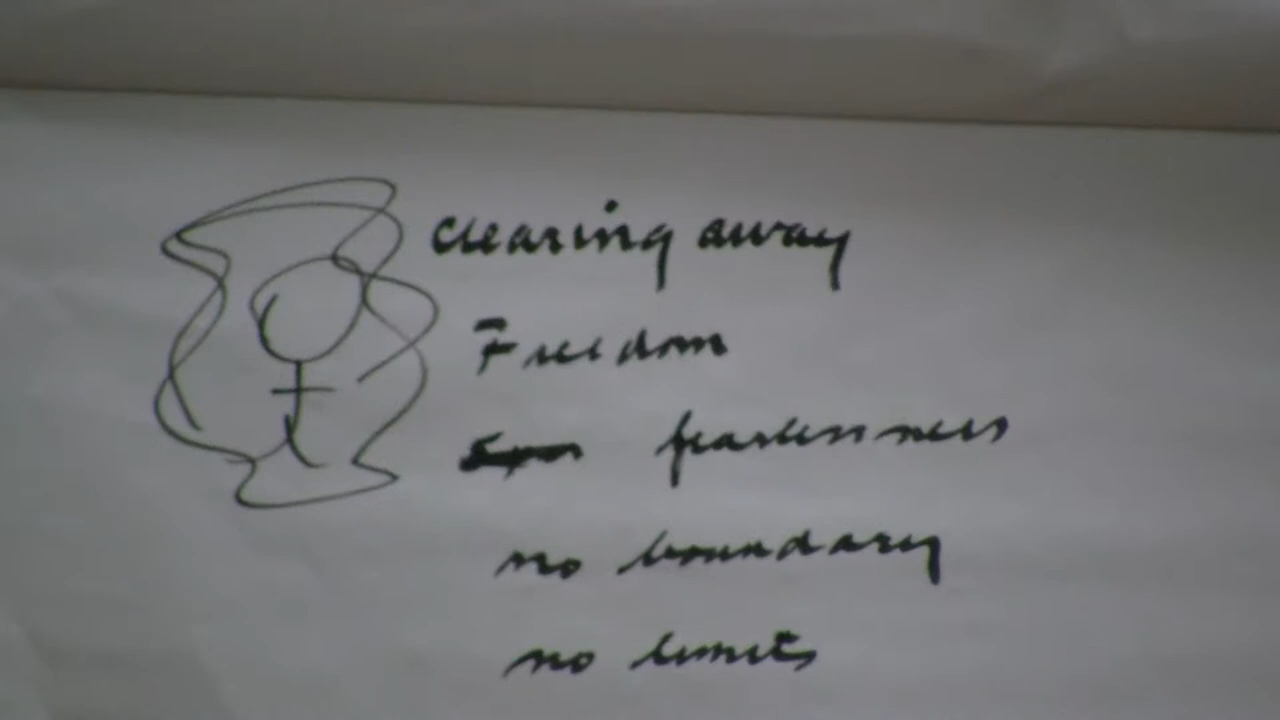 clearing away
Freedom
fearlessness
no boundary
no limits